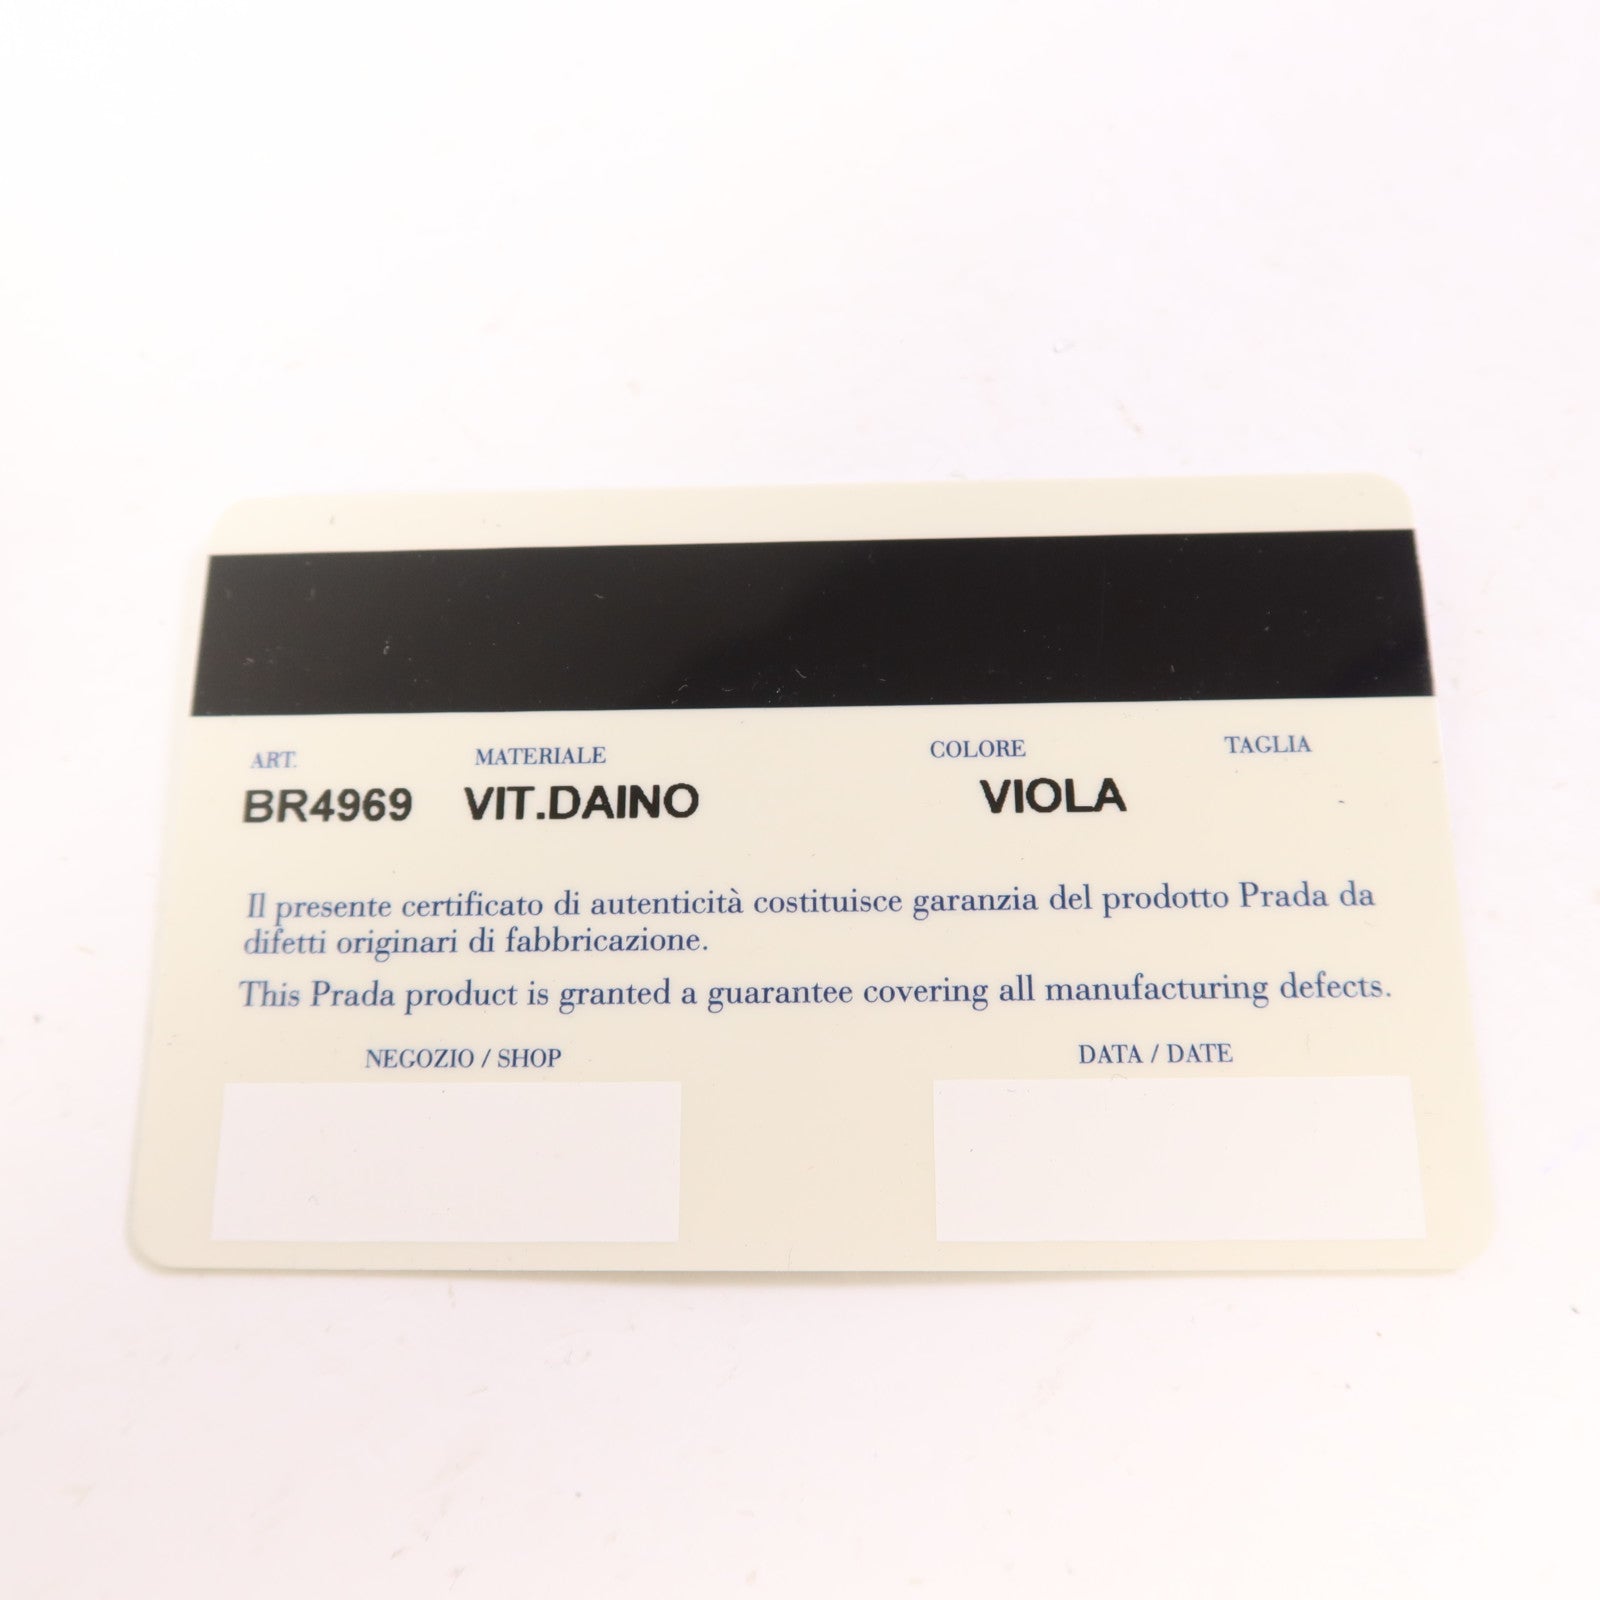 ART. MATERIALE COLORE TAGLIA
BR4969 VIT.DAINO VIOLA
Il presente certificato di autenticità costituisce garanzia del prodotto Prada da
difetti originari di fabbricazione.
This Prada product is granted a guarantee covering all manufacturing defects.
NEGOZIO / SHOP DATA / DATE